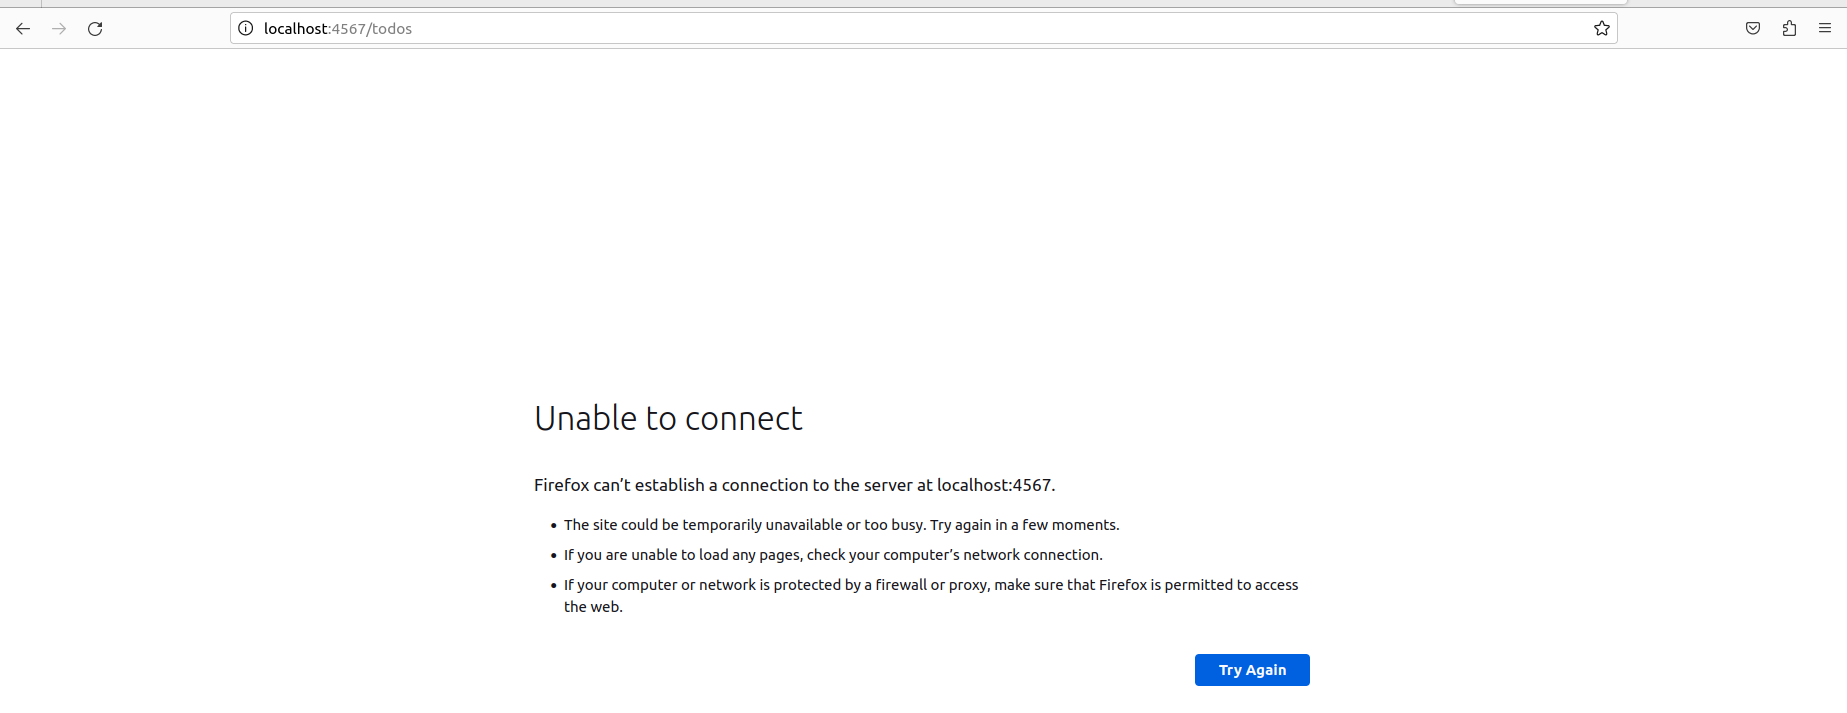 localhost:4567/todos
Unable to connect
Firefox can’t establish a connection to the server at localhost:4567.
• The site could be temporarily unavailable or too busy. Try again in a few moments.
• If you are unable to load any pages, check your computer’s network connection.
• If your computer or network is protected by a firewall or proxy, make sure that Firefox is permitted to access
the web.
Try Again